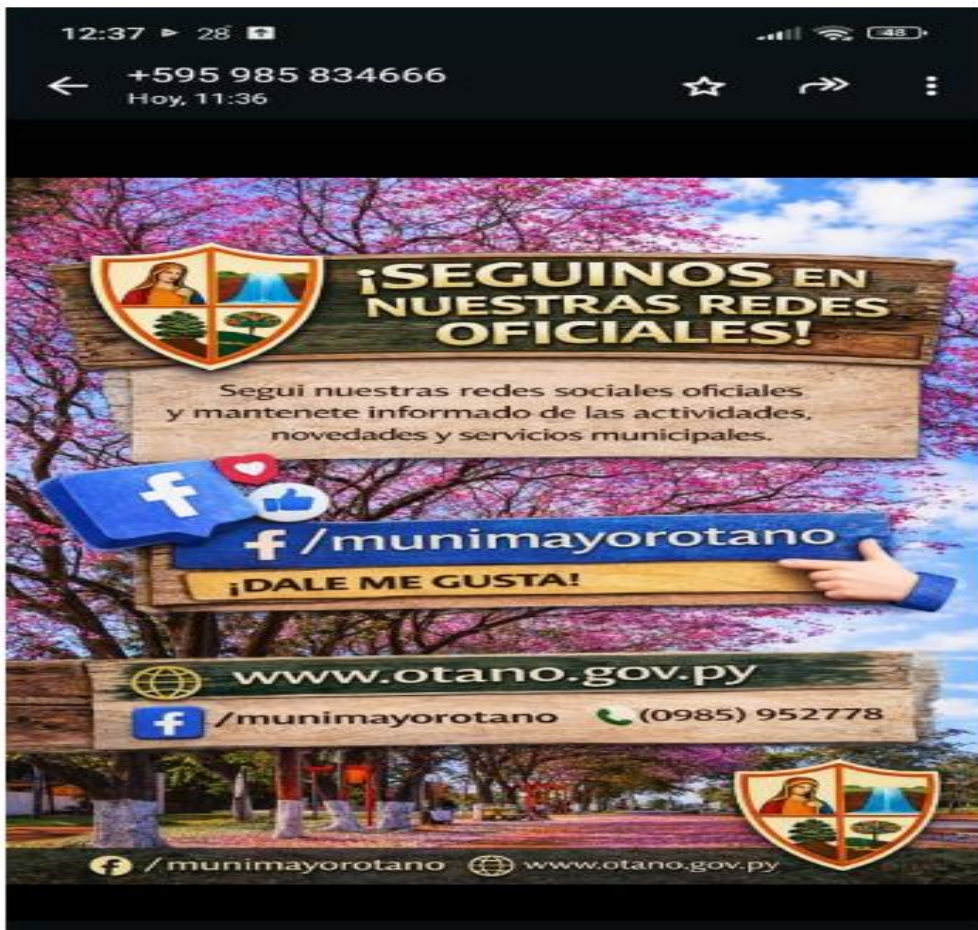 12:37 28°
48
+595 985 834666
Hoy, 11:36
¡SEGUINOS EN
NUESTRAS REDES
OFICIALES!
Segui nuestras redes sociales oficiales
y mantenete informado de las actividades,
novedades y servicios municipales.
f /munimayorotano
¡DALE ME GUSTA!
www.otano.gov.py
f /munimayorotano (0985) 952778
f /munimayorotano www.otano.gov.py